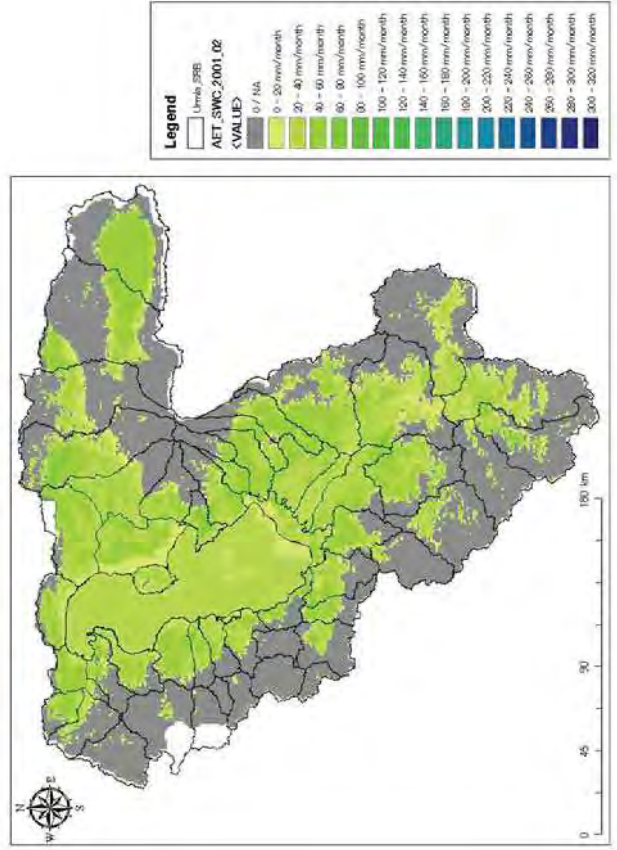 Legend
Urmia_SRB
AET_SWC_2001_02
<VALUE>
0 / NA
0 - 20 mm/month
20 - 40 mm/month
40 - 60 mm/month
60 - 80 mm/month
80 - 100 mm/month
100 - 120 mm/month
120 - 140 mm/month
140 - 160 mm/month
160 - 180 mm/month
180 - 200 mm/month
200 - 220 mm/month
220 - 240 mm/month
240 - 260 mm/month
260 - 280 mm/month
280 - 300 mm/month
300 - 320 mm/month
N
W E
S
0 45 90 180 km